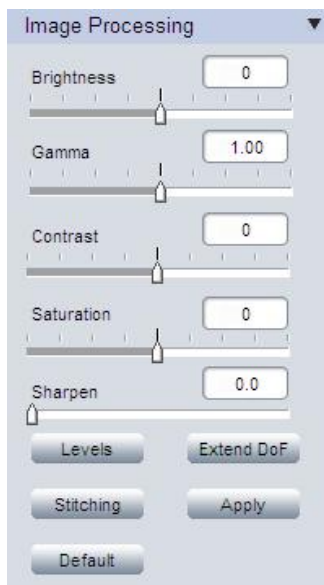 Image Processing
Brightness 0
Gamma 1.00
Contrast 0
Saturation 0
Sharpen 0.0
Levels Extend DoF
Stitching Apply
Default